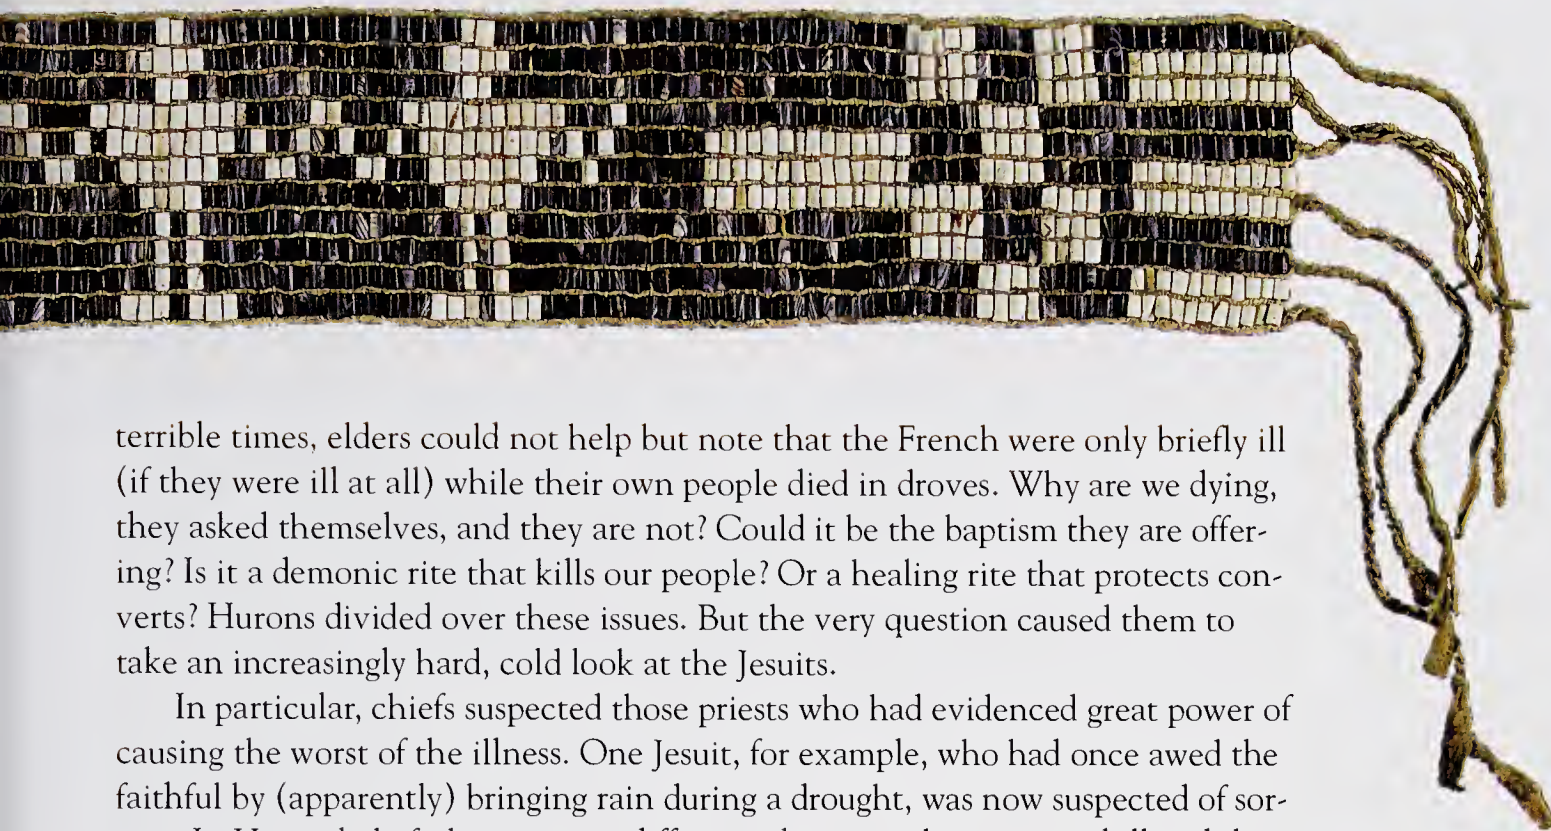 terrible times, elders could not help but note that the French were only briefly ill
(if they were ill at all) while their own people died in droves. Why are we dying,
they asked themselves, and they are not? Could it be the baptism they are offer-
ing? Is it a demonic rite that kills our people? Or a healing rite that protects con-
verts? Hurons divided over these issues. But the very question caused them to
take an increasingly hard, cold look at the Jesuits.
In particular, chiefs suspected those priests who had evidenced great power of
causing the worst of the illness. One Jesuit, for example, who had once awed the
faithful by (apparently) bringing rain during a drought, was now suspected of sor-